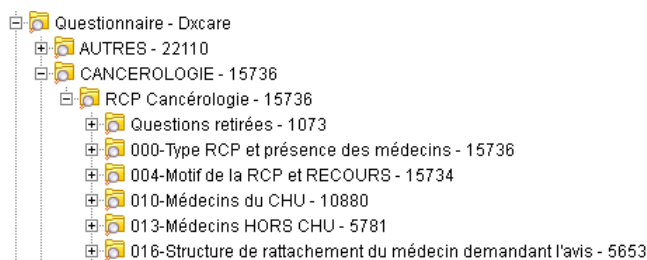 Questionnaire - Dxcare
AUTRES - 22110
CANCEROLOGIE - 15736
RCP Cancérologie - 15736
Questions retirées - 1073
000-Type RCP et présence des médecins - 15736
004-Motif de la RCP et RECOURS - 15734
010-Médecins du CHU - 10880
013-Médecins HORS CHU - 5781
016-Structure de rattachement du médecin demandant l'avis - 5653